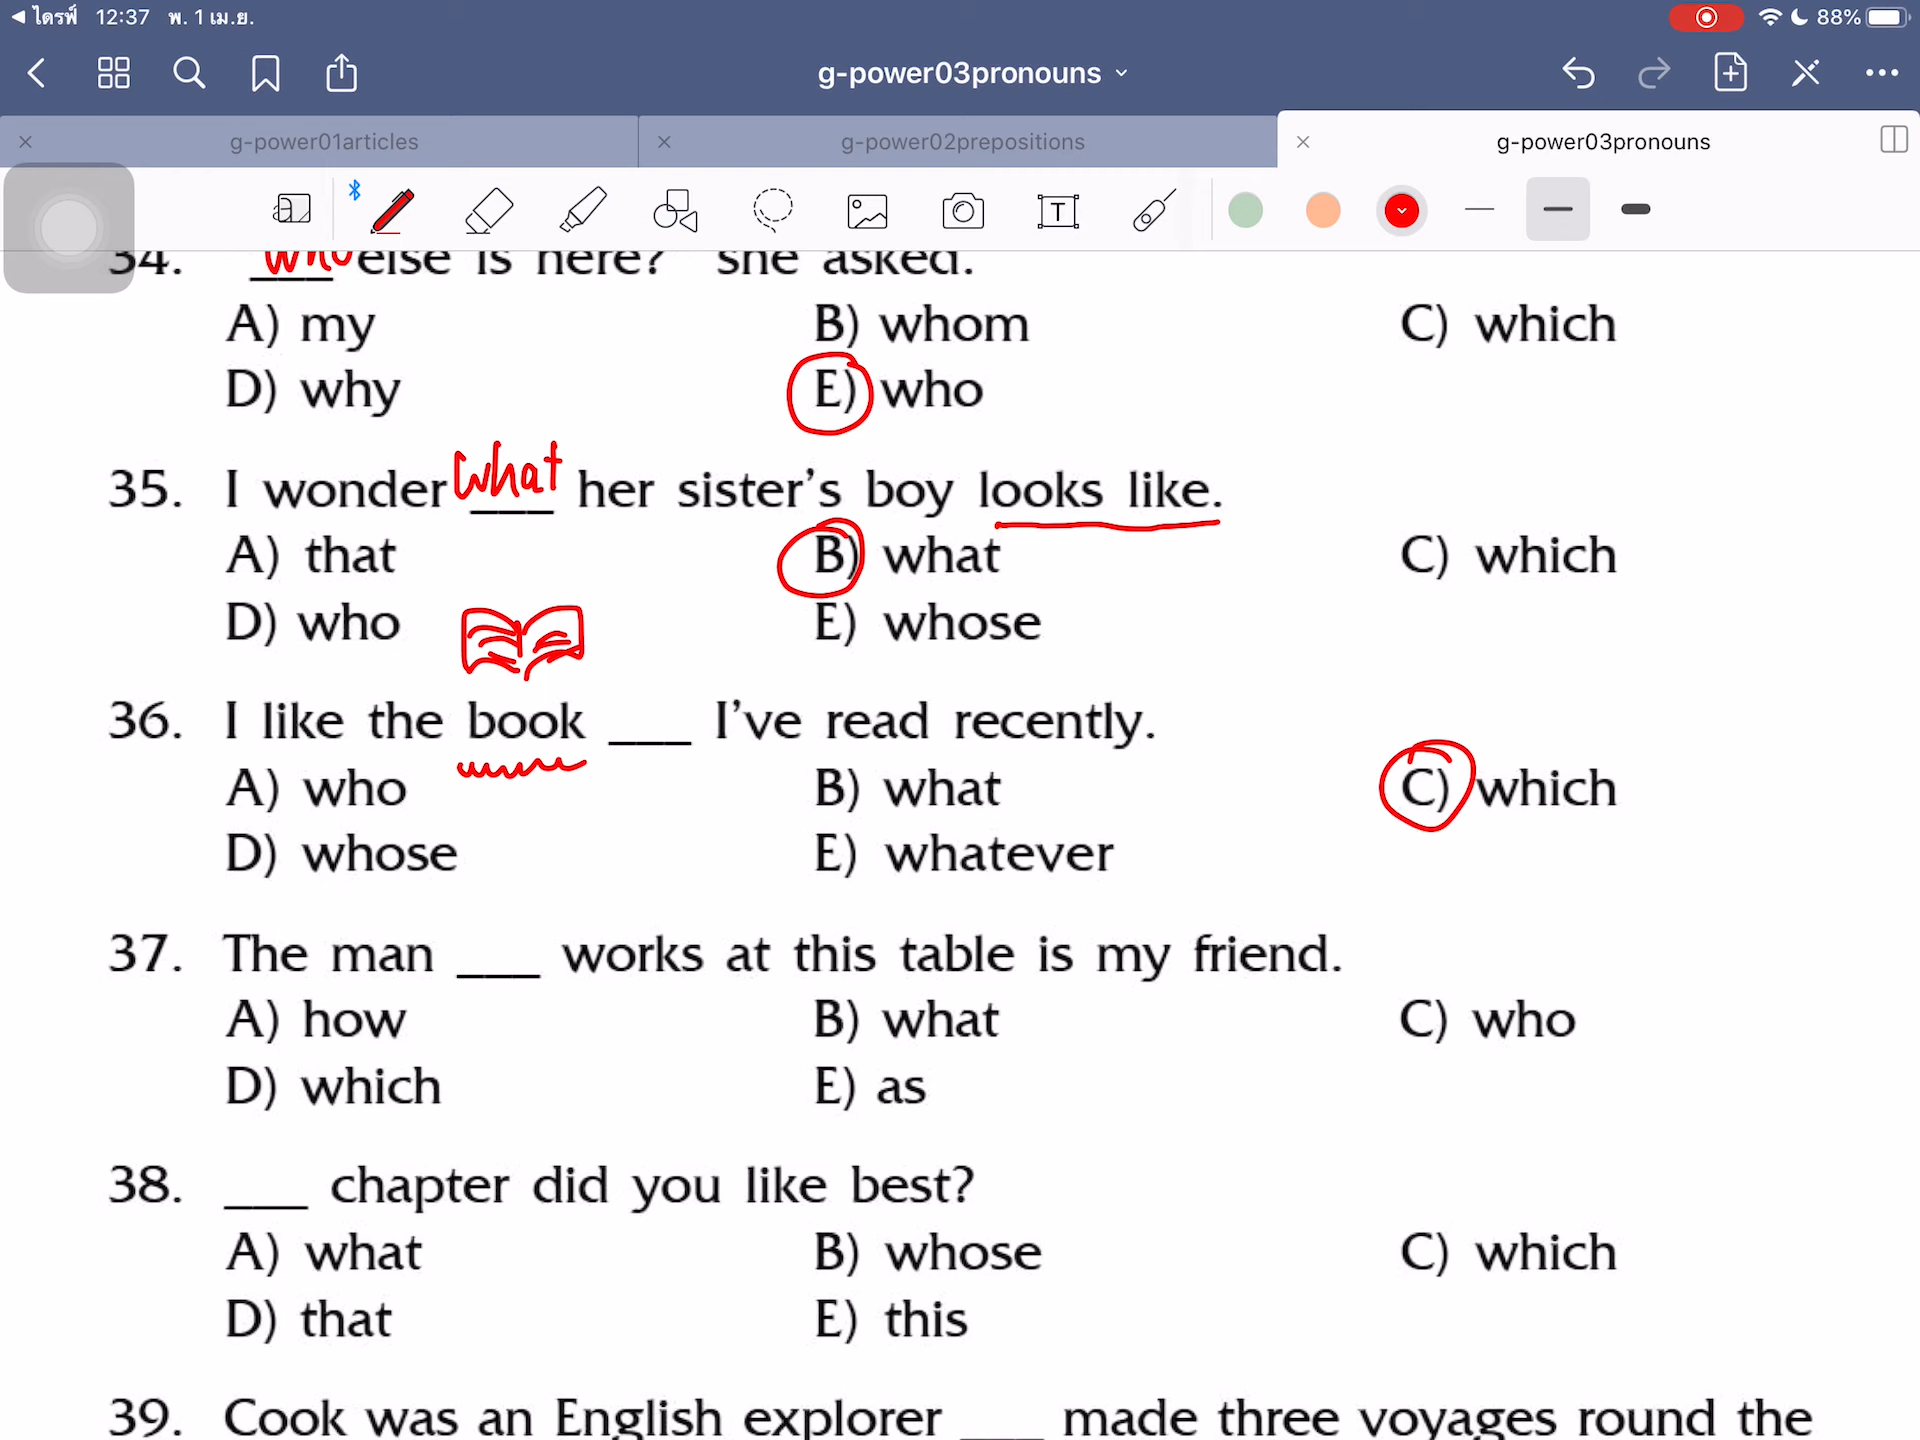 ◀ ไดรฟ์ 12:37 พ. 1 เม.ย. 88%
g-power03pronouns
g-power01articles g-power02prepositions g-power03pronouns
34. who ___ else is here? she asked.
A) my B) whom C) which
D) why E) who
35. I wonder what ___ her sister's boy looks like.
A) that B) what C) which
D) who E) whose
36. I like the book ___ I've read recently.
A) who B) what C) which
D) whose E) whatever
37. The man ___ works at this table is my friend.
A) how B) what C) who
D) which E) as
38. ___ chapter did you like best?
A) what B) whose C) which
D) that E) this
39. Cook was an English explorer ___ made three voyages round the